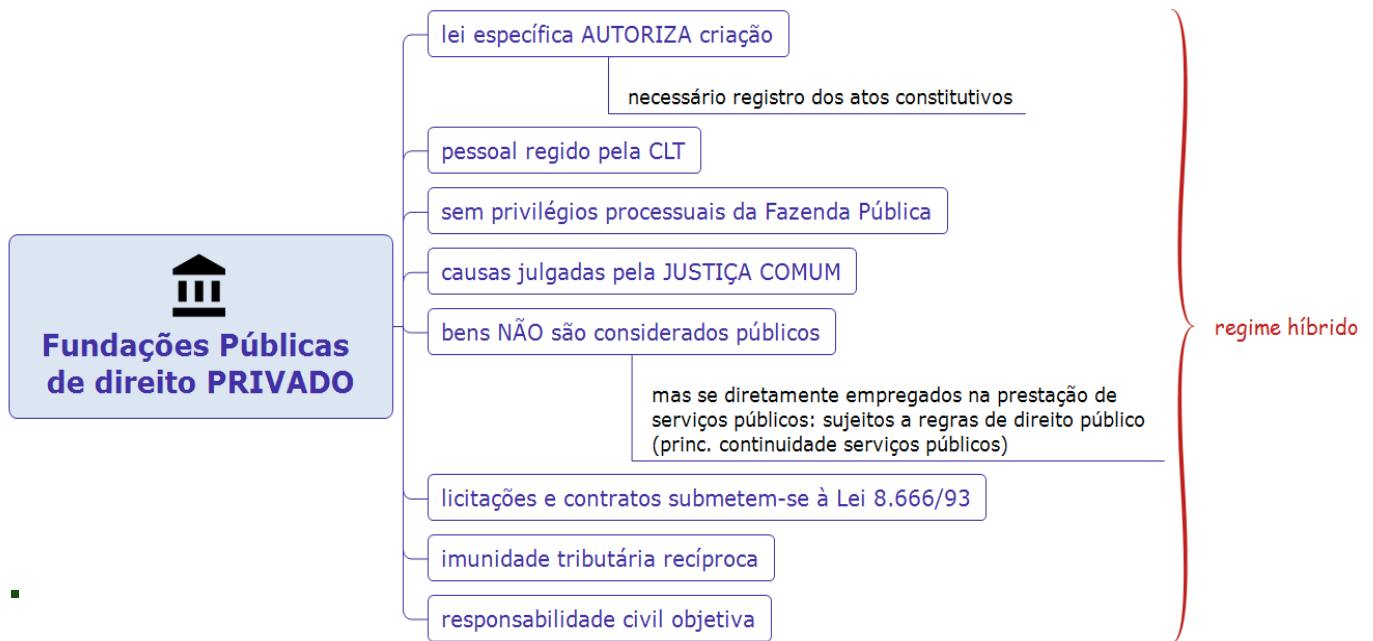 lei específica AUTORIZA criação
necessário registro dos atos constitutivos
pessoal regido pela CLT
sem privilégios processuais da Fazenda Pública
causas julgadas pela JUSTIÇA COMUM
Fundações Públicas
de direito PRIVADO
bens NÃO são considerados públicos
regime híbrido
mas se diretamente empregados na prestação de
serviços públicos: sujeitos a regras de direito público
(princ. continuidade serviços públicos)
licitações e contratos submetem-se à Lei 8.666/93
imunidade tributária recíproca
responsabilidade civil objetiva